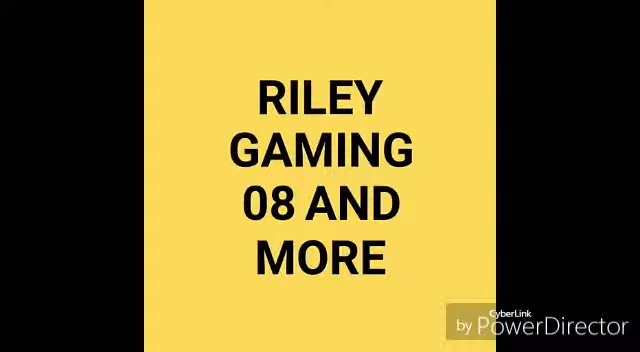 RILEY
GAMING
08 AND
MORE
CyberLink
by PowerDirector